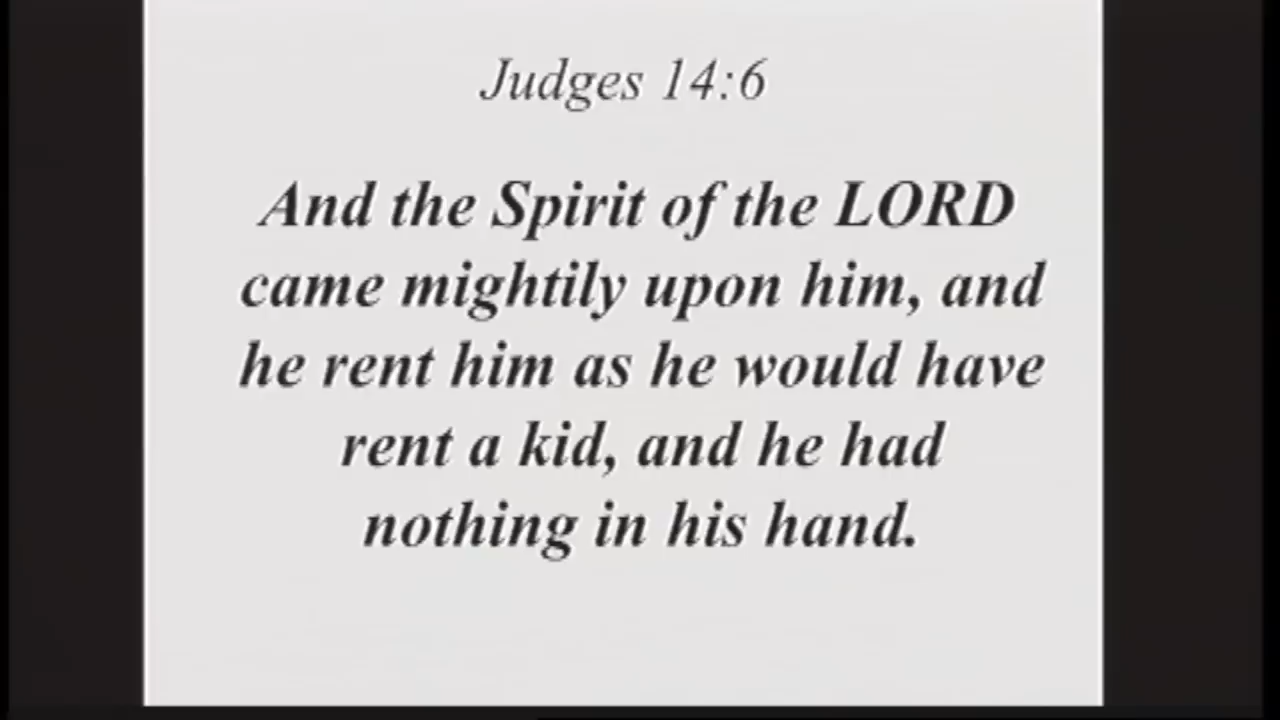 Judges 14:6
And the Spirit of the LORD
came mightily upon him, and
he rent him as he would have
rent a kid, and he had
nothing in his hand.